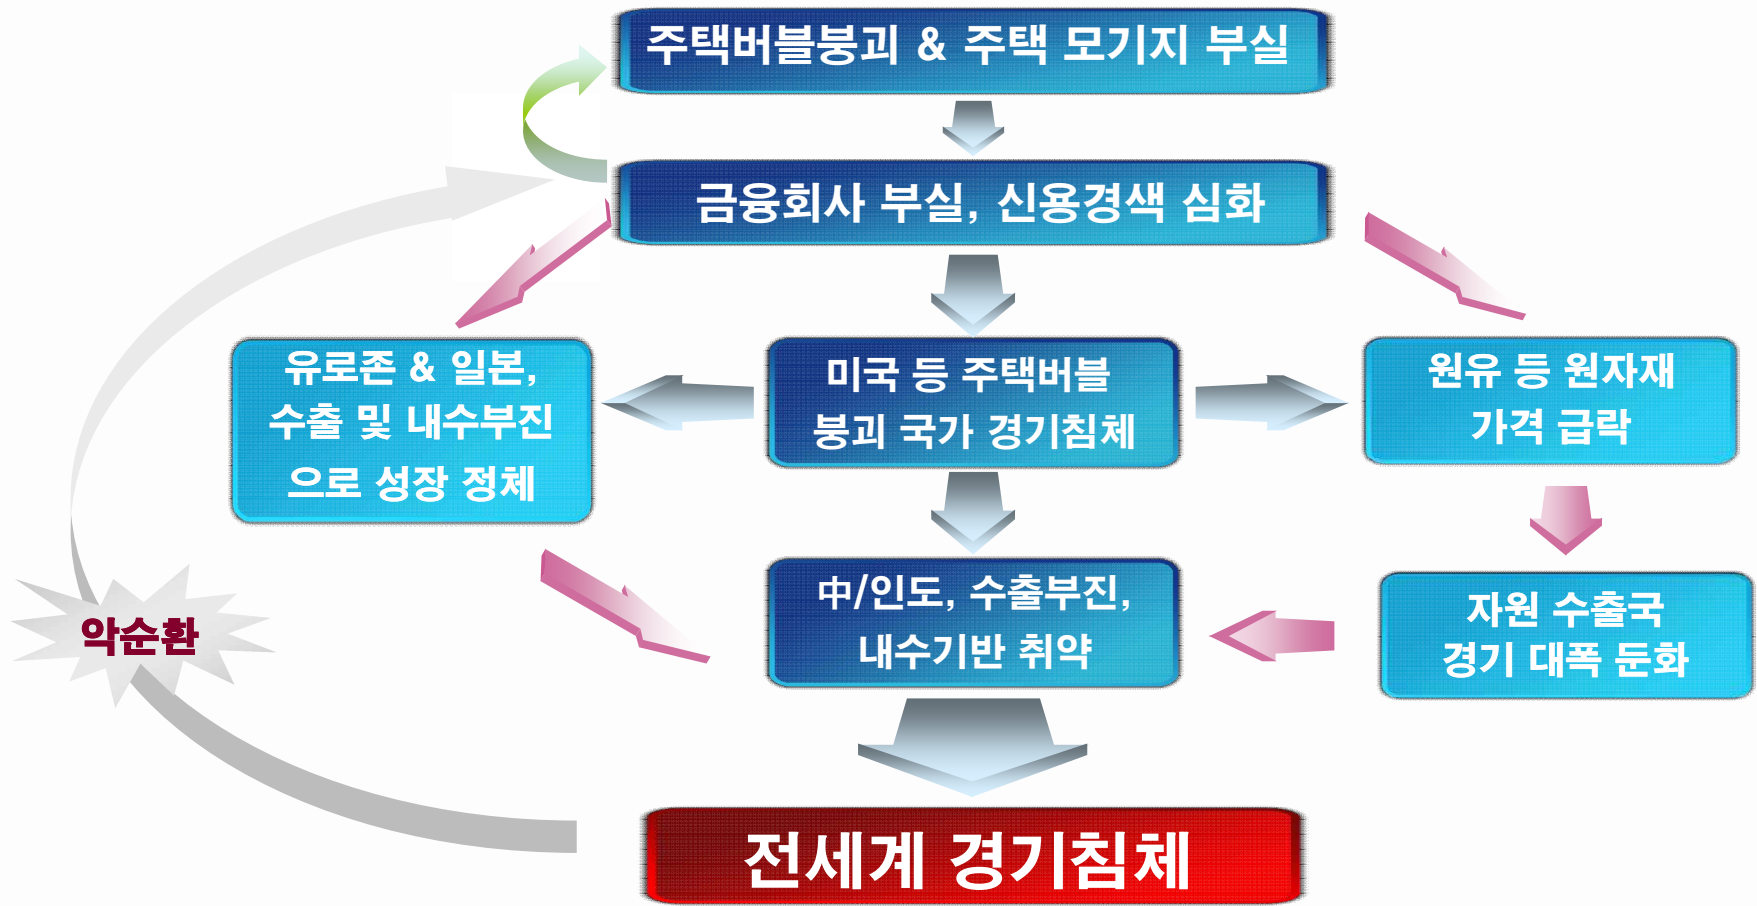 주택버블붕괴 & 주택 모기지 부실
금융회사 부실, 신용경색 심화
유로존 & 일본,
수출 및 내수부진
으로 성장 정체
미국 등 주택버블
붕괴 국가 경기침체
원유 등 원자재
가격 급락
中/인도, 수출부진,
내수기반 취약
자원 수출국
경기 대폭 둔화
악순환
전세계 경기침체